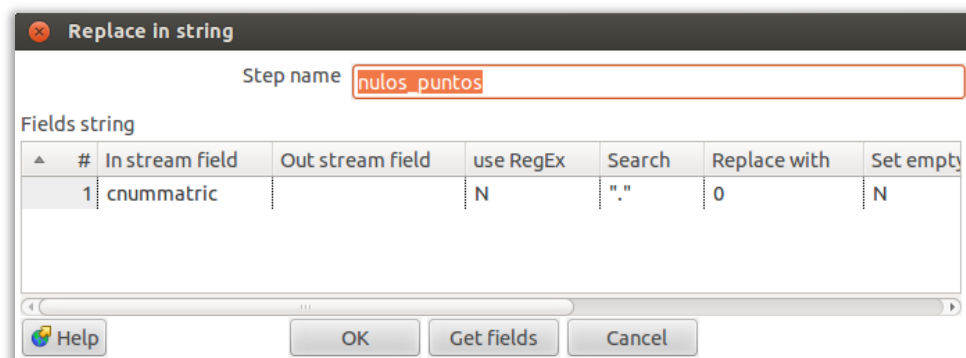 Replace in string
Step name nulos_puntos
Fields string
# In stream field Out stream field use RegEx Search Replace with Set empty
1 cnummatric N "." 0 N
Help OK Get fields Cancel